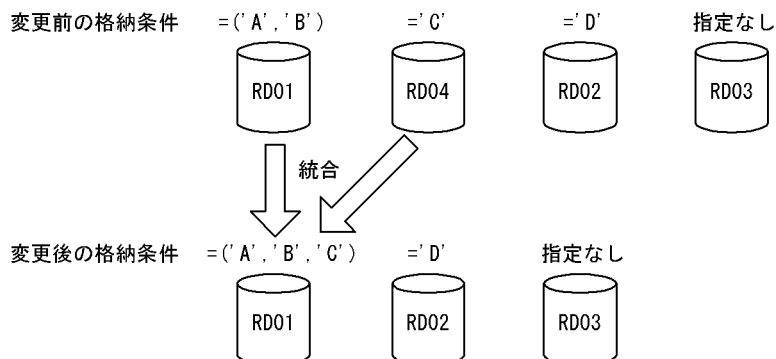 変更前の格納条件 =('A','B') ='C' ='D' 指定なし
RD01 RD04 RD02 RD03
統合
変更後の格納条件 =('A','B','C') ='D' 指定なし
RD01 RD02 RD03